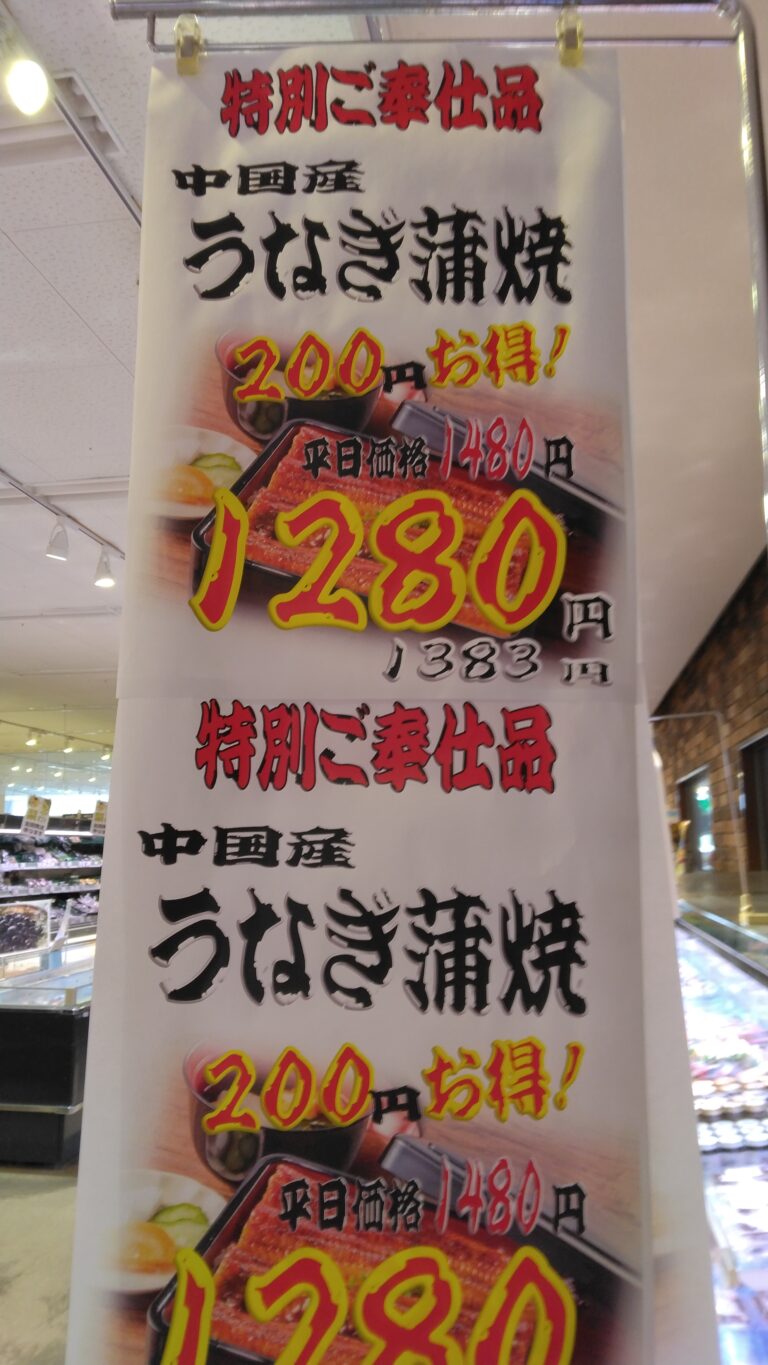 特別ご奉仕品
中国産
うなぎ蒲焼
200円お得!
平日価格1480円
1280円
1383円
特別ご奉仕品
中国産
うなぎ蒲焼
200円お得!
平日価格1480円
1280